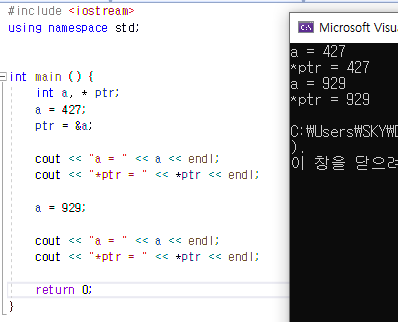 #include <iostream>
using namespace std;
int main () {
int a, * ptr;
a = 427;
ptr = &a;
cout << "a = " << a << endl;
cout << "*ptr = " << *ptr << endl;
a = 929;
cout << "a = " << a << endl;
cout << "*ptr = " << *ptr << endl;
return 0;
}
Microsoft Visua
a = 427
*ptr = 427
a = 929
*ptr = 929
C:₩Users₩SKY₩D
).
이 창을 닫으려